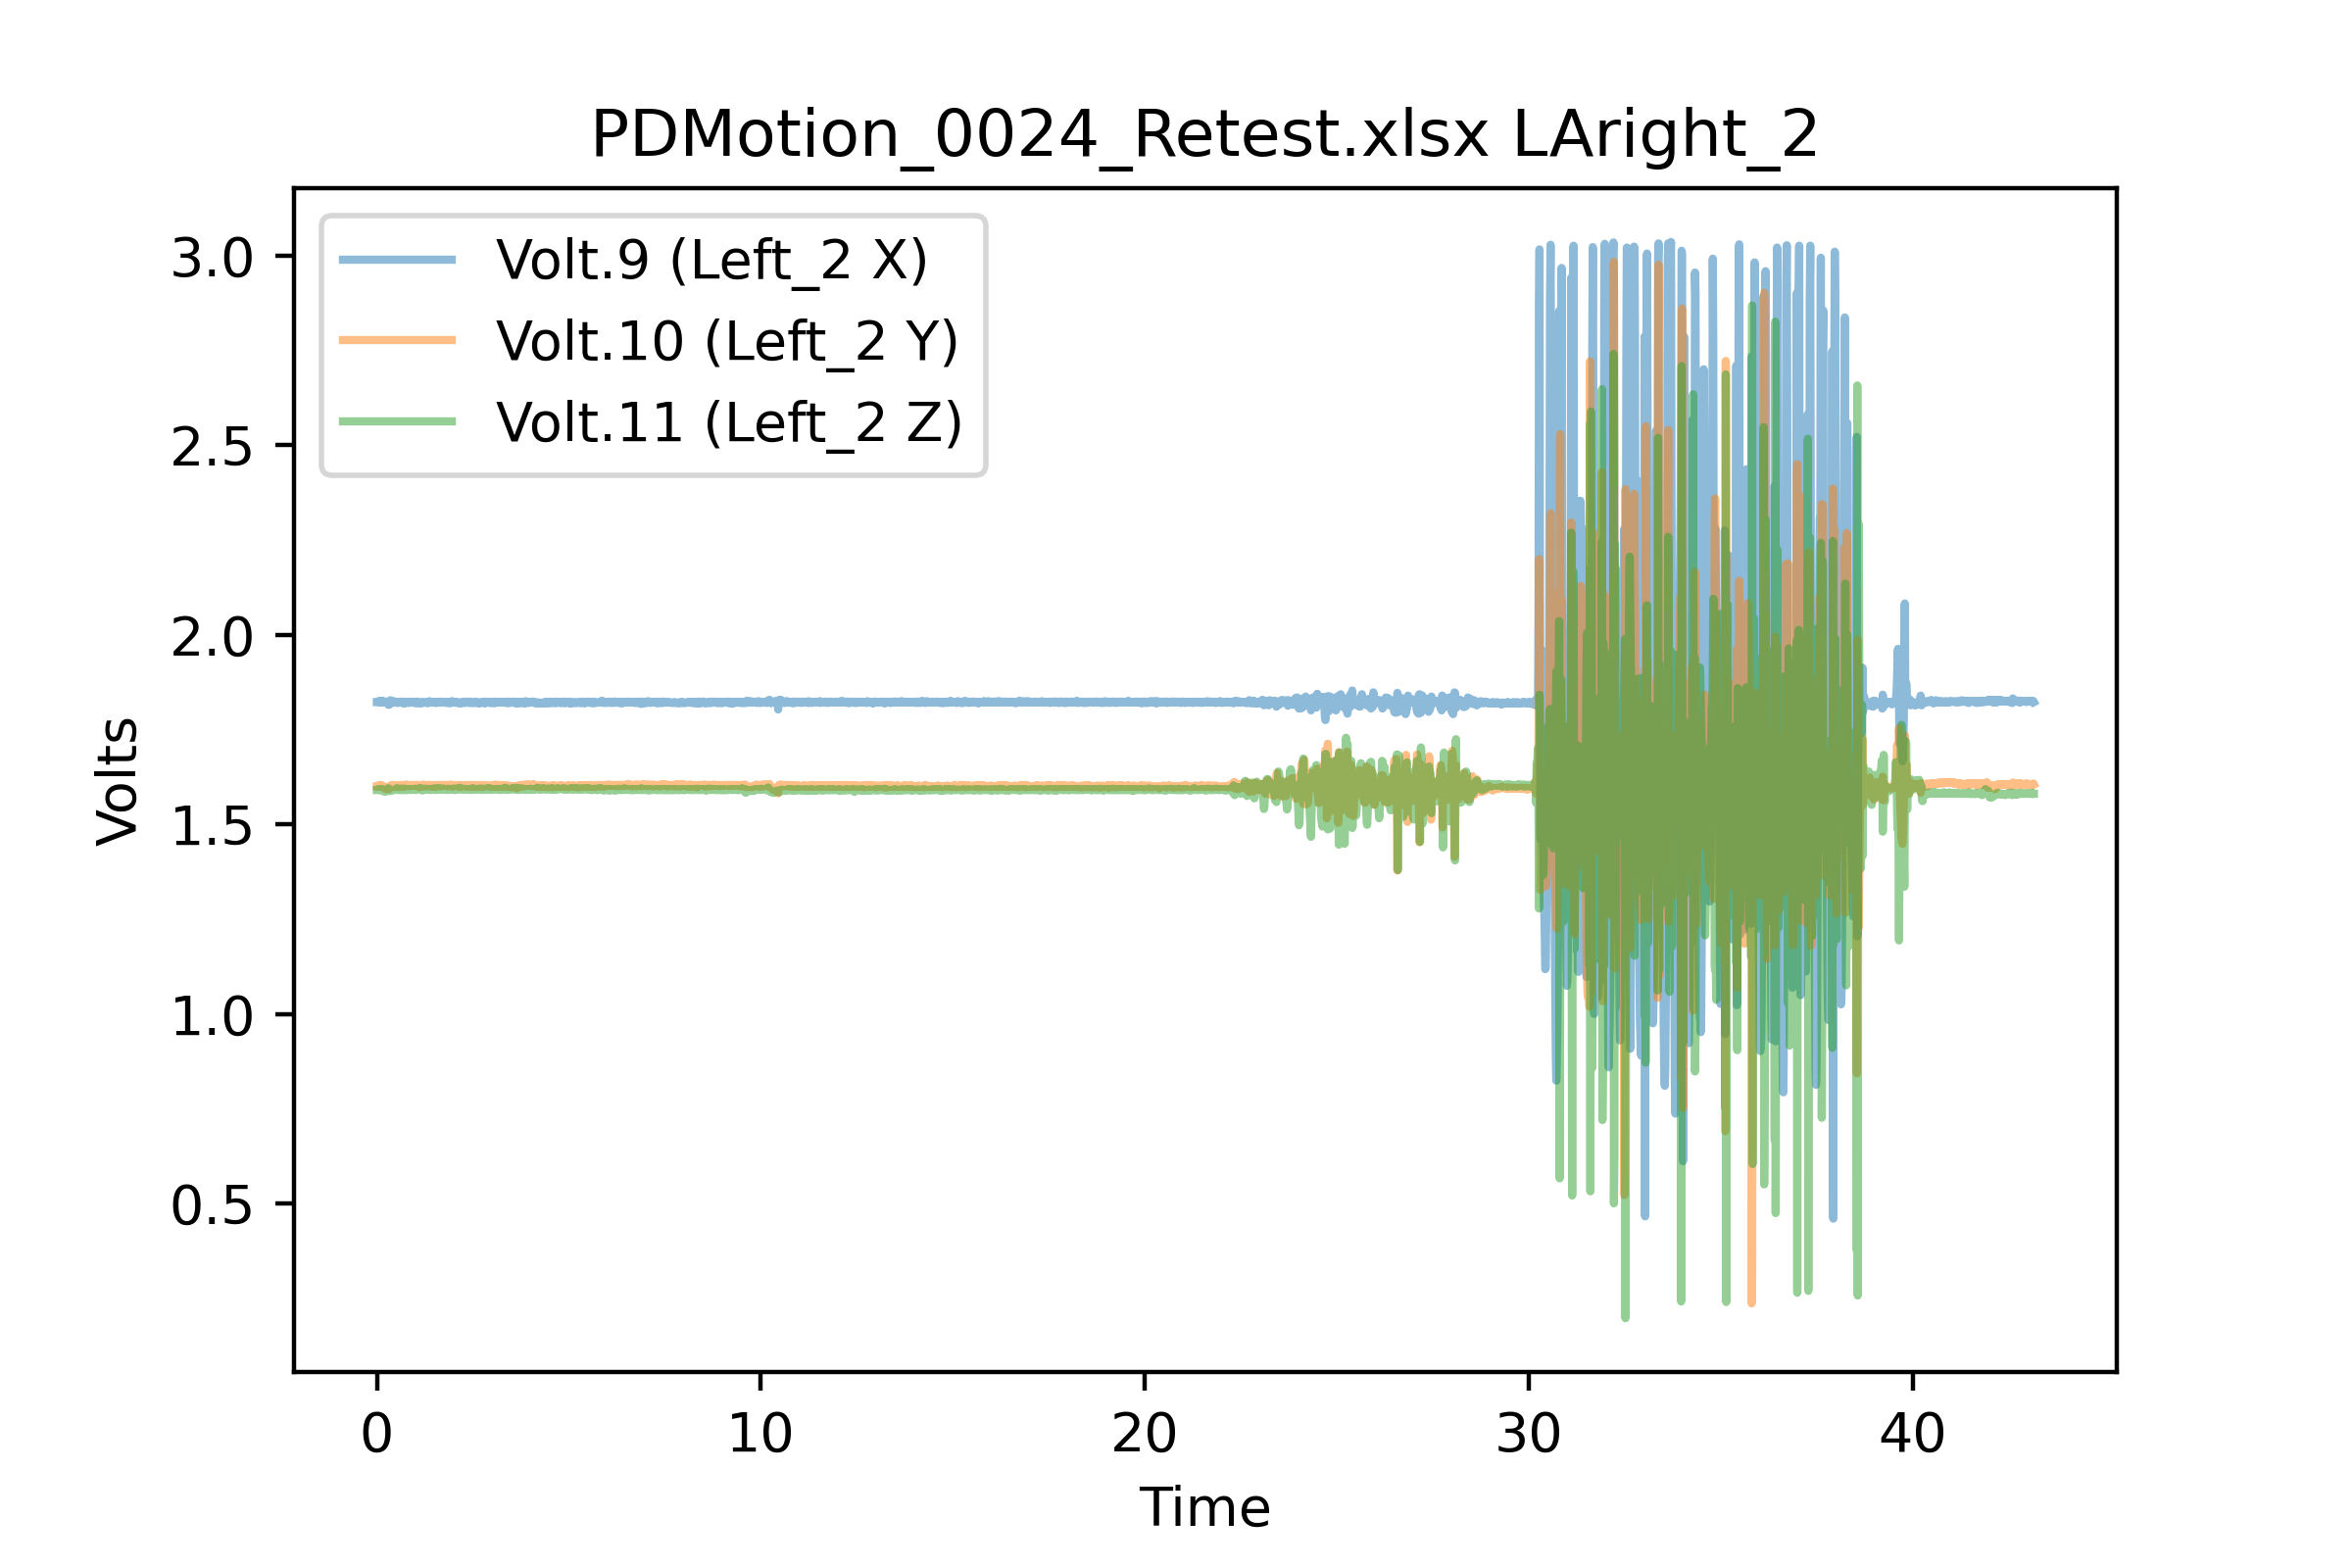 PDMotion_0024_Retest.xlsx LAright_2
Volt.9 (Left_2 X)
Volt.10 (Left_2 Y)
Volt.11 (Left_2 Z)
3.0
2.5
2.0
1.5
1.0
0.5
Volts
0 10 20 30 40
Time